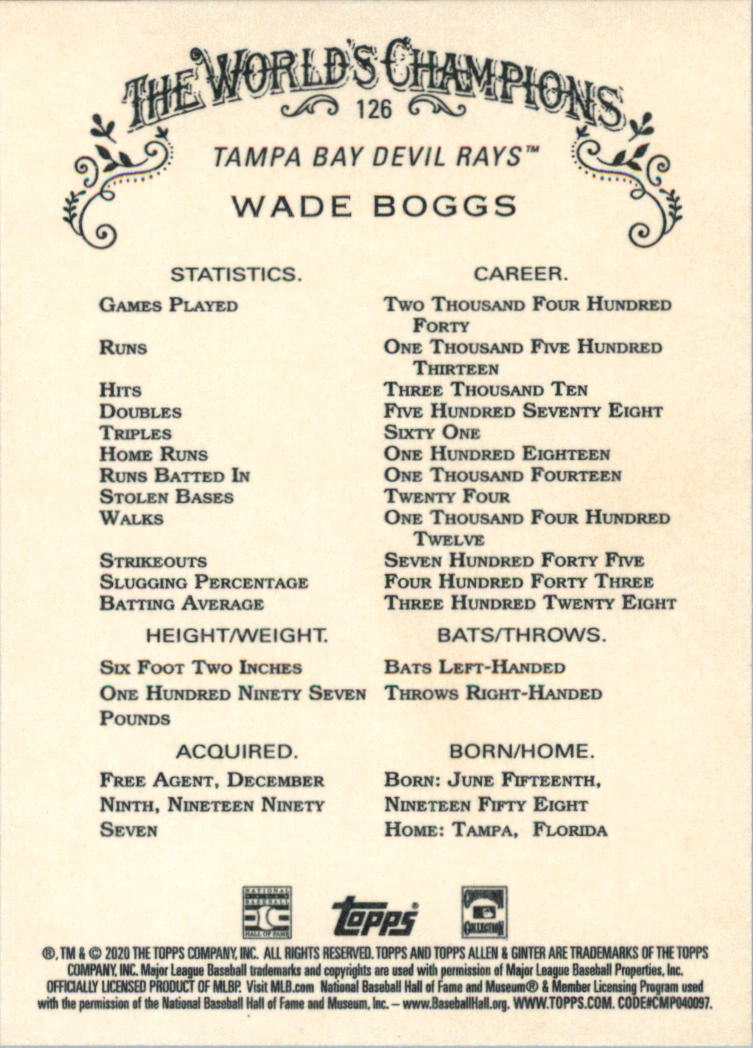 THE WORLD'S CHAMPIONS
126
TAMPA BAY DEVIL RAYS™
WADE BOGGS
STATISTICS. CAREER.
GAMES PLAYED TWO THOUSAND FOUR HUNDRED
FORTY
RUNS ONE THOUSAND FIVE HUNDRED
THIRTEEN
HITS THREE THOUSAND TEN
DOUBLES FIVE HUNDRED SEVENTY EIGHT
TRIPLES SIXTY ONE
HOME RUNS ONE HUNDRED EIGHTEEN
RUNS BATTED IN ONE THOUSAND FOURTEEN
STOLEN BASES TWENTY FOUR
WALKS ONE THOUSAND FOUR HUNDRED
TWELVE
STRIKEOUTS SEVEN HUNDRED FORTY FIVE
SLUGGING PERCENTAGE FOUR HUNDRED FORTY THREE
BATTING AVERAGE THREE HUNDRED TWENTY EIGHT
HEIGHT/WEIGHT. BATS/THROWS.
SIX FOOT TWO INCHES BATS LEFT-HANDED
ONE HUNDRED NINETY SEVEN THROWS RIGHT-HANDED
POUNDS
ACQUIRED. BORN/HOME.
FREE AGENT, DECEMBER BORN: JUNE FIFTEENTH,
NINTH, NINETEEN NINETY NINETEEN FIFTY EIGHT
SEVEN HOME: TAMPA, FLORIDA
NATIONAL
BASEBALL
HALL OF FAME
topps®
COOPERSTOWN
COLLECTION
®, TM & © 2020 THE TOPPS COMPANY, INC. ALL RIGHTS RESERVED. TOPPS AND TOPPS ALLEN & GINTER ARE TRADEMARKS OF THE TOPPS
COMPANY, INC. Major League Baseball trademarks and copyrights are used with permission of Major League Baseball Properties, Inc.
OFFICIALLY LICENSED PRODUCT OF MLBP. Visit MLB.com National Baseball Hall of Fame and Museum® & Member Licensing Program used
with the permission of the National Baseball Hall of Fame and Museum, Inc. – www.BaseballHall.org. WWW.TOPPS.COM. CODE#CMP040097.